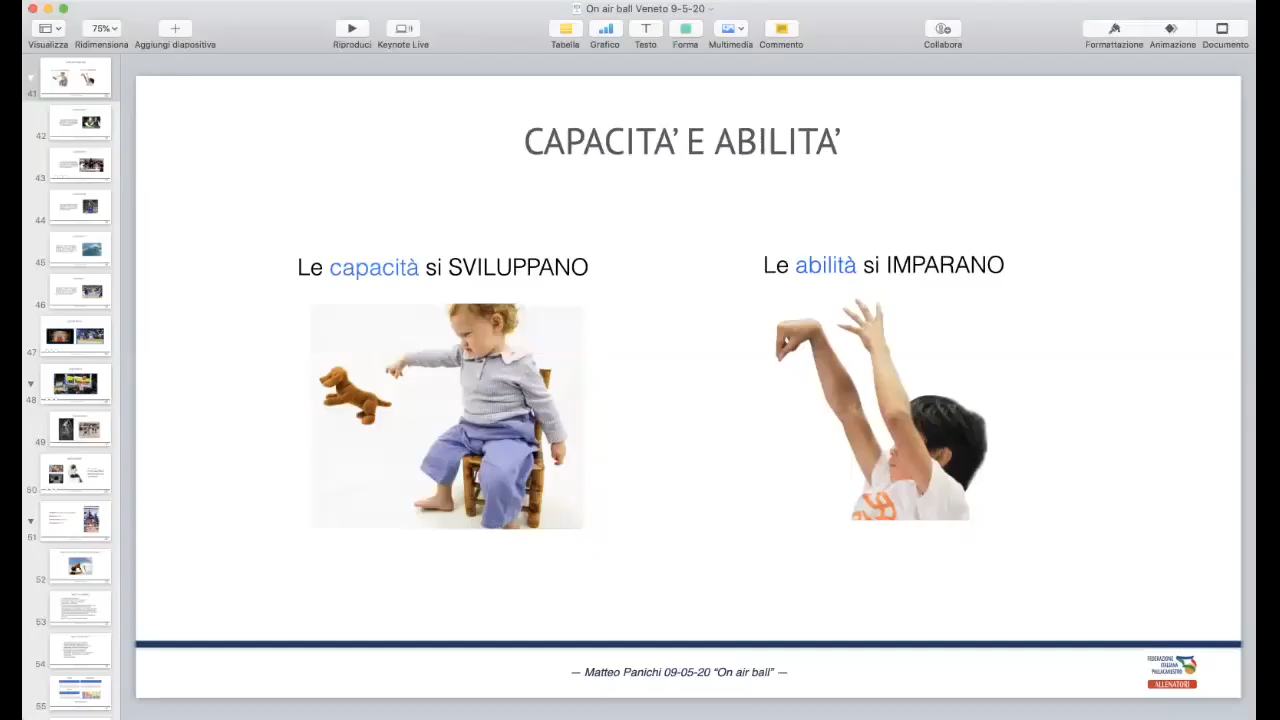 On air ball Veneto 9-5-20
75%
Visualizza
Ridimensiona
Aggiungi diapositiva
Riproduci
Keynote Live
Tabella
Grafico
Testo
Forma
Multimedia
Commento
Collabora
Formattazione
Animazione
Documento
41
42
43
44
45
46
47
48
49
50
51
52
53
54
55
CAPACITA’ E ABILITA’
Le capacità si SVILUPPANO
Le abilità si IMPARANO
— Matteo Panichi 09-05-20 “On air ball” —
FEDERAZIONE
ITALIANA
PALLACANESTRO
ALLENATORI